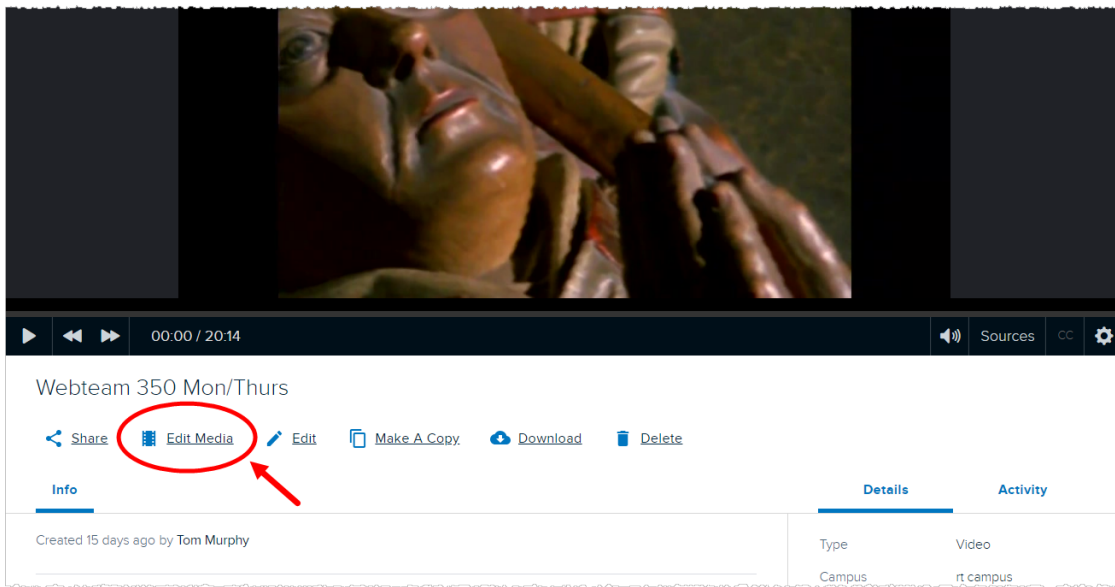 00:00 / 20:14
Sources CC
Webteam 350 Mon/Thurs
Share Edit Media Edit Make A Copy Download Delete
Info
Details Activity
Created 15 days ago by Tom Murphy
Type Video
Campus rt campus